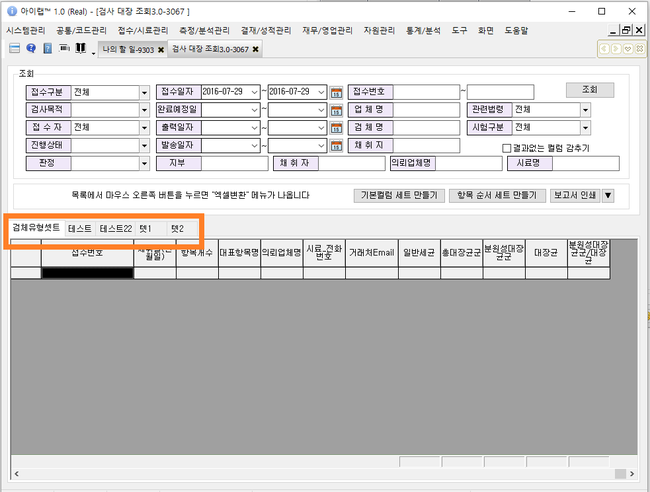 아이랩™ 1.0 (Real) - [검사 대장 조회3.0-3067 ]
시스템관리 공통/코드관리 접수/시료관리 측정/분석관리 결재/성적관리 재무/영업관리 자원관리 통계/분석 도구 화면 도움말
나의 할 일-9303 검사 대장 조회3.0-3067
조회
접수구분 전체 접수일자 2016-07-29 ~ 2016-07-29 접수번호 ~ 조회
검사목적 완료예정일 ~ 업 체 명 관련법령 전체
접 수 자 전체 출력일자 ~ 검 체 명 시험구분 전체
진행상태 발송일자 ~ 채 취 지 결과없는 컬럼 감추기
판정 지부 채 취 자 의뢰업체명 시료명
목록에서 마우스 오른쪽 버튼을 누르면 "엑셀변환" 메뉴가 나옵니다 기본컬럼 세트 만들기 항목 순서 세트 만들기 보고서 인쇄
검체유형셋트 테스트 테스트22 텟1 텟2
접수번호 항목개수 대표항목명 의뢰업체명 시료_전화번호 거래처Email 일반세균 총대장균군 분원성대장균군 대장균 분원성대장균군/대장균